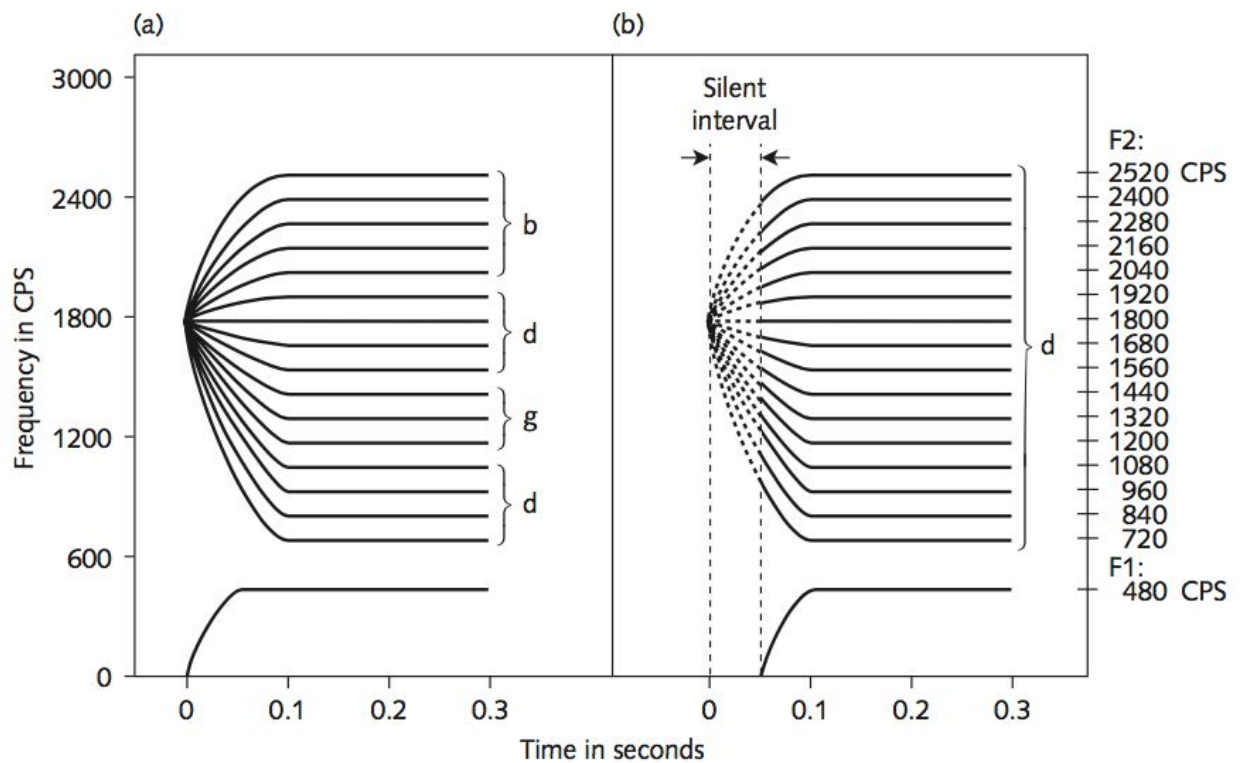 (a)
(b)
Frequency in CPS
3000
2400
1800
1200
600
0
b
d
g
d
0 0.1 0.2 0.3
Silent
interval
d
0 0.1 0.2 0.3
F2:
2520 CPS
2400
2280
2160
2040
1920
1800
1680
1560
1440
1320
1200
1080
960
840
720
F1:
480 CPS
Time in seconds